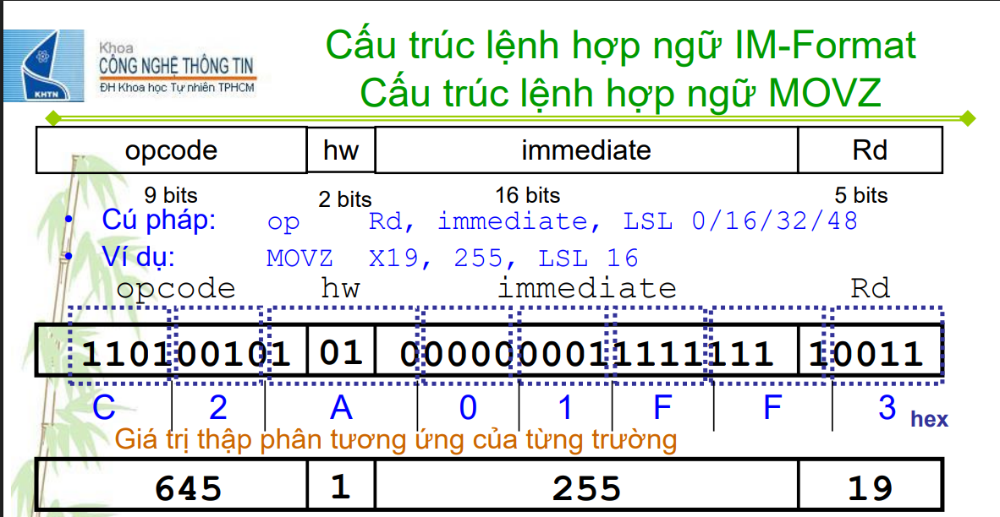 Khoa
CÔNG NGHỆ THÔNG TIN
ĐH Khoa học Tự nhiên TPHCM
KHTN
Cấu trúc lệnh hợp ngữ IM-Format
Cấu trúc lệnh hợp ngữ MOVZ
opcode hw immediate Rd
9 bits 2 bits 16 bits 5 bits
• Cú pháp: op Rd, immediate, LSL 0/16/32/48
• Ví dụ: MOVZ X19, 255, LSL 16
opcode hw immediate Rd
110100101 01 0000000011111111 10011
C 2 A 0 1 F F 3 hex
Giá trị thập phân tương ứng của từng trường
645 1 255 19